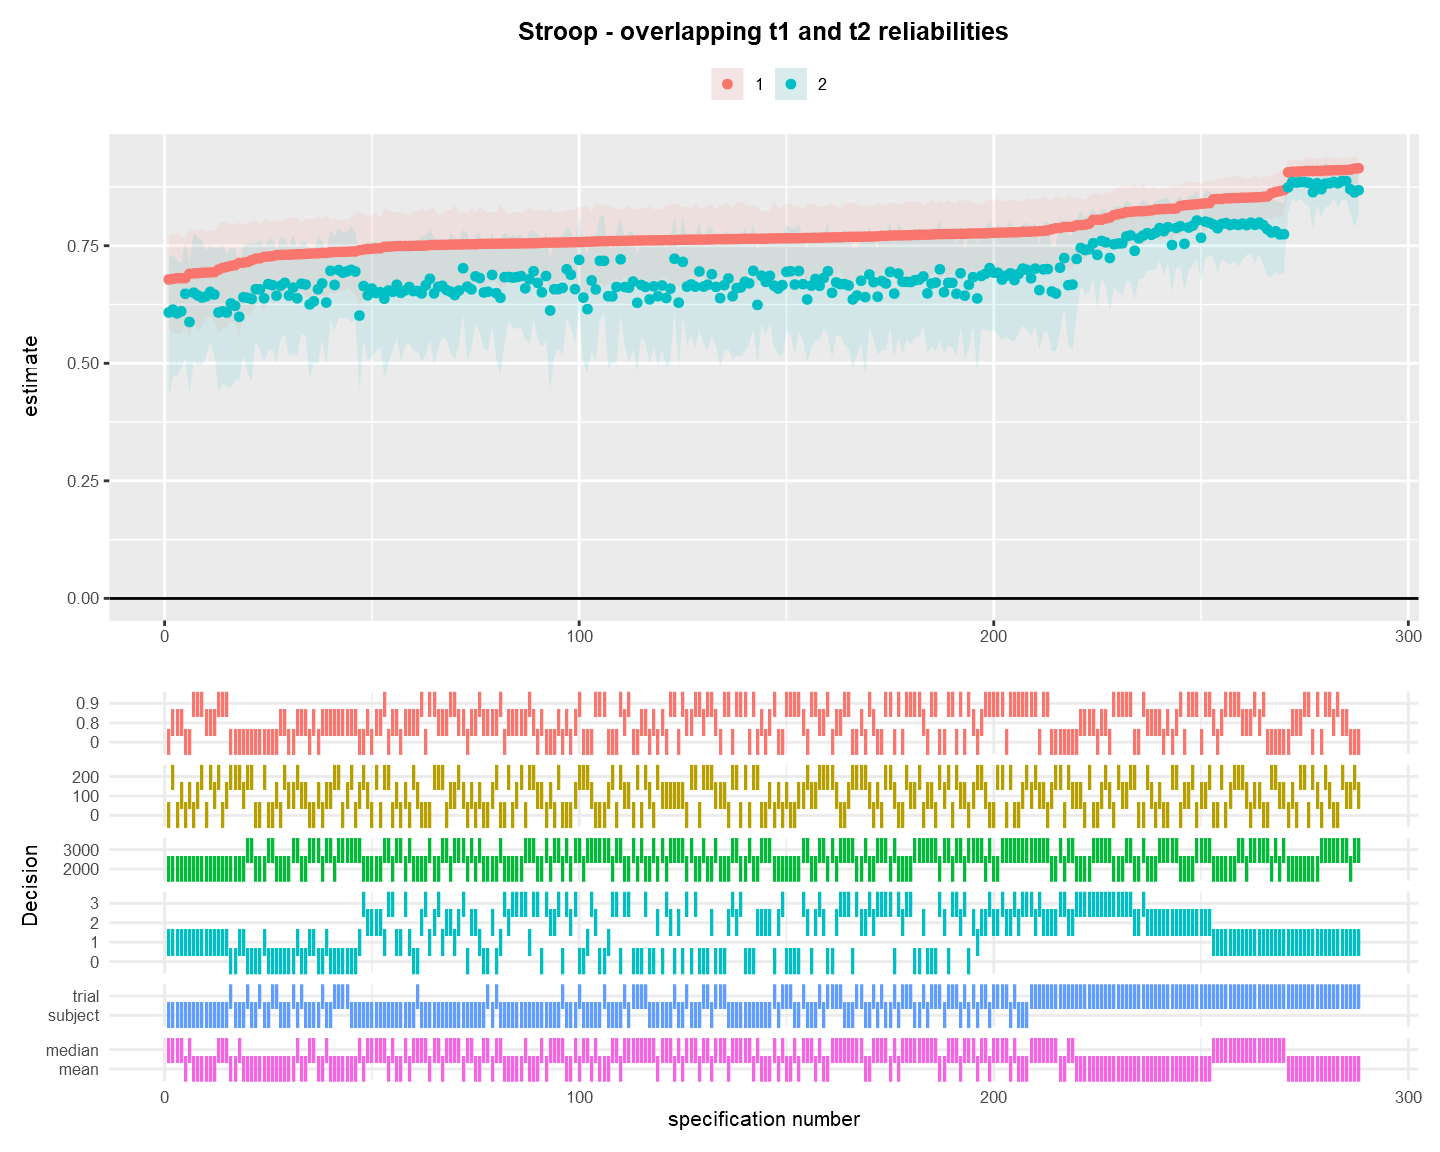 Stroop - overlapping t1 and t2 reliabilities
1 2
estimate
0.75
0.50
0.25
0.00
0 100 200 300
Decision
0.9
0.8
0
200
100
0
3000
2000
3
2
1
0
trial
subject
median
mean
0 100 200 300
specification number